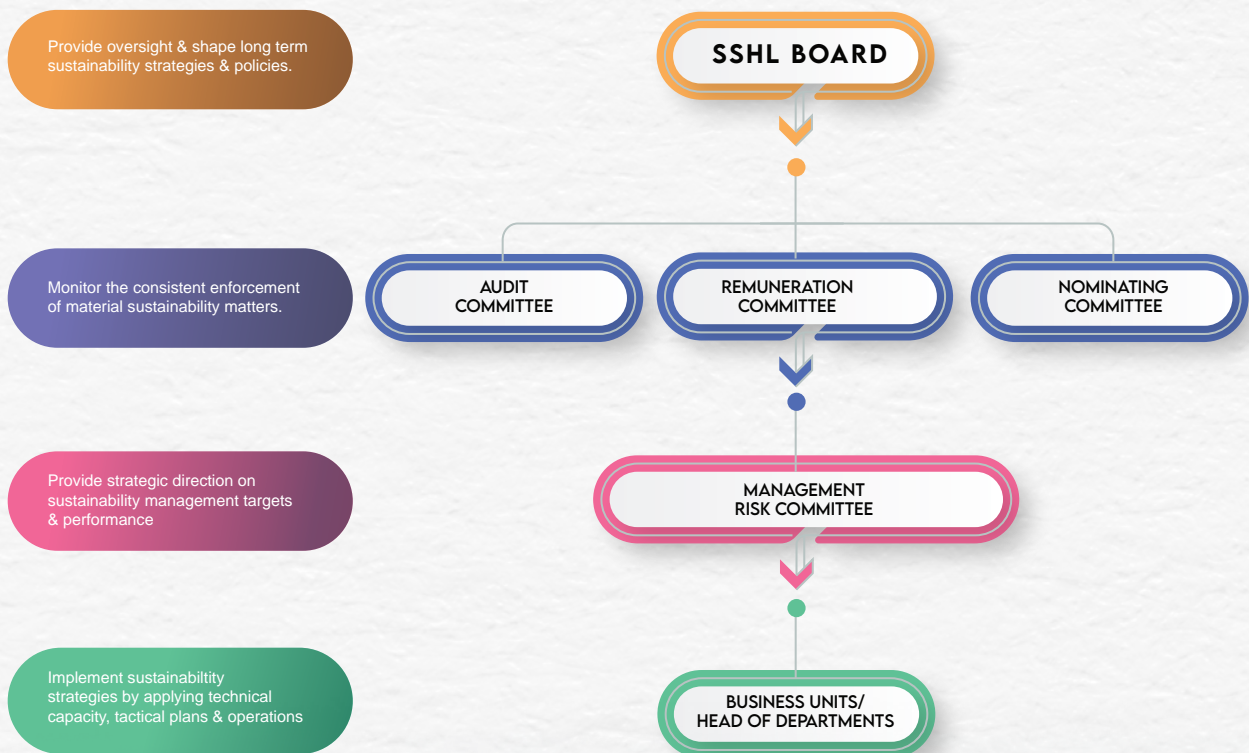 Provide oversight & shape long term
sustainability strategies & policies.
SSHL BOARD
Monitor the consistent enforcement
of material sustainability matters.
AUDIT
COMMITTEE
REMUNERATION
COMMITTEE
NOMINATING
COMMITTEE
Provide strategic direction on
sustainability management targets
& performance
MANAGEMENT
RISK COMMITTEE
Implement sustainabiltity
strategies by applying technical
capacity, tactical plans & operations
BUSINESS UNITS/
HEAD OF DEPARTMENTS